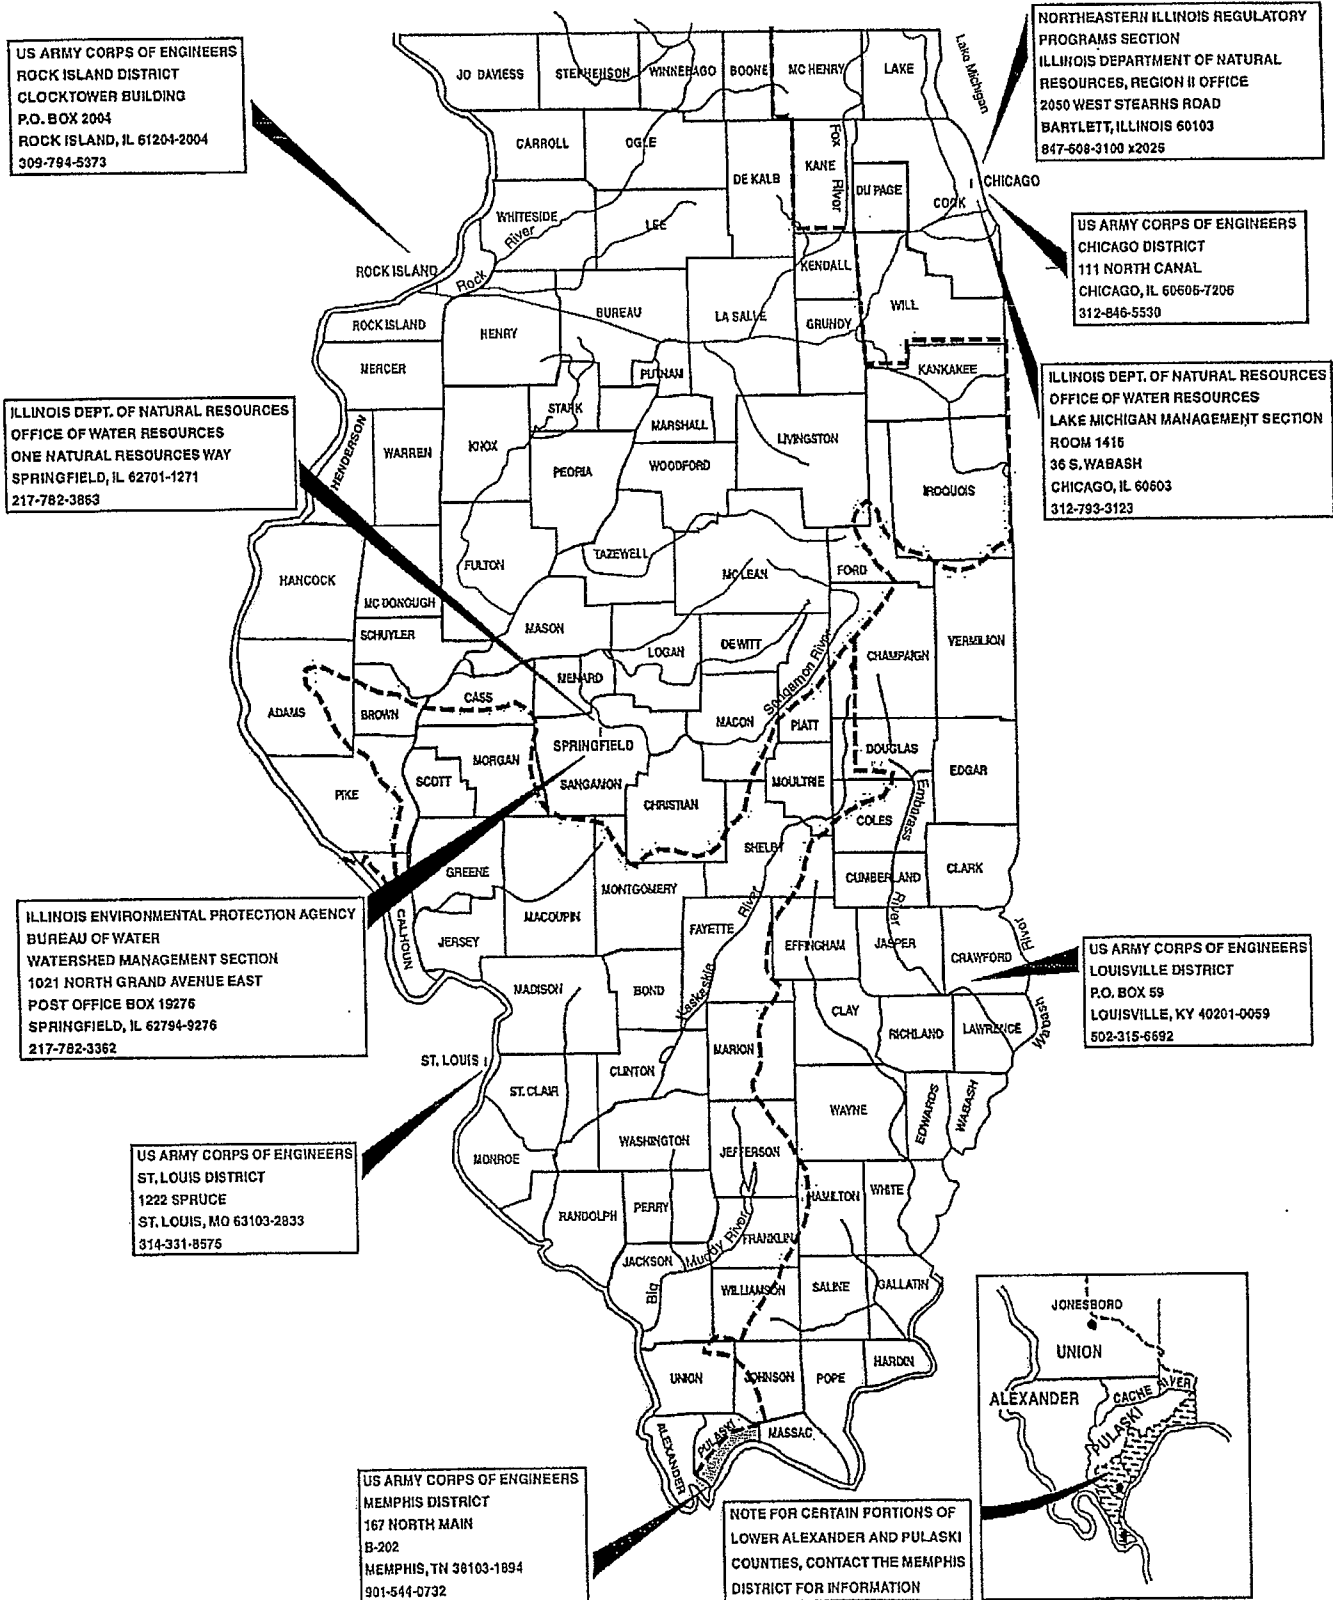 US ARMY CORPS OF ENGINEERS
ROCK ISLAND DISTRICT
CLOCKTOWER BUILDING
P.O. BOX 2004
ROCK ISLAND, IL 61204-2004
309-794-5373
NORTHEASTERN ILLINOIS REGULATORY
PROGRAMS SECTION
ILLINOIS DEPARTMENT OF NATURAL
RESOURCES, REGION II OFFICE
2050 WEST STEARNS ROAD
BARTLETT, ILLINOIS 60103
847-608-3100 x2025
US ARMY CORPS OF ENGINEERS
CHICAGO DISTRICT
111 NORTH CANAL
CHICAGO, IL 60606-7206
312-846-5530
ILLINOIS DEPT. OF NATURAL RESOURCES
OFFICE OF WATER RESOURCES
LAKE MICHIGAN MANAGEMENT SECTION
ROOM 1415
36 S. WABASH
CHICAGO, IL 60603
312-793-3123
ILLINOIS DEPT. OF NATURAL RESOURCES
OFFICE OF WATER RESOURCES
ONE NATURAL RESOURCES WAY
SPRINGFIELD, IL 62701-1271
217-782-3863
ILLINOIS ENVIRONMENTAL PROTECTION AGENCY
BUREAU OF WATER
WATERSHED MANAGEMENT SECTION
1021 NORTH GRAND AVENUE EAST
POST OFFICE BOX 19276
SPRINGFIELD, IL 62794-9276
217-782-3362
US ARMY CORPS OF ENGINEERS
LOUISVILLE DISTRICT
P.O. BOX 59
LOUISVILLE, KY 40201-0059
502-315-6692
US ARMY CORPS OF ENGINEERS
ST. LOUIS DISTRICT
1222 SPRUCE
ST. LOUIS, MO 63103-2833
314-331-8575
US ARMY CORPS OF ENGINEERS
MEMPHIS DISTRICT
167 NORTH MAIN
B-202
MEMPHIS, TN 38103-1894
901-544-0732
NOTE FOR CERTAIN PORTIONS OF
LOWER ALEXANDER AND PULASKI
COUNTIES, CONTACT THE MEMPHIS
DISTRICT FOR INFORMATION
JO DAVIESS
STEPHENSON
WINNEBAGO
BOONE
MC HENRY
LAKE
Lake Michigan
CARROLL
OGLE
DE KALB
KANE
Fox River
DU PAGE
COOK
CHICAGO
WHITESIDE
LEE
Rock River
KENDALL
ROCK ISLAND
ROCK ISLAND
HENRY
BUREAU
LA SALLE
GRUNDY
WILL
MERCER
PUTNAM
KANKAKEE
STARK
MARSHALL
LIVINGSTON
HENDERSON
WARREN
KNOX
PEORIA
WOODFORD
IROQUOIS
HANCOCK
MC DONOUGH
FULTON
TAZEWELL
MC LEAN
FORD
SCHUYLER
MASON
LOGAN
DE WITT
Sangamon River
CHAMPAIGN
VERMILION
ADAMS
BROWN
CASS
MENARD
MACON
PIATT
SPRINGFIELD
DOUGLAS
EDGAR
PIKE
SCOTT
MORGAN
SANGAMON
CHRISTIAN
MOULTRIE
COLES
Embarass River
SHELBY
GREENE
MACOUPIN
MONTGOMERY
CUMBERLAND
CLARK
CALHOUN
JERSEY
FAYETTE
Kaskaskia River
EFFINGHAM
JASPER
CRAWFORD
Wabash River
MADISON
BOND
CLAY
RICHLAND
LAWRENCE
ST. LOUIS
ST. CLAIR
CLINTON
MARION
WAYNE
EDWARDS
WABASH
MONROE
WASHINGTON
JEFFERSON
RANDOLPH
PERRY
HAMILTON
WHITE
JACKSON
Big Muddy River
FRANKLIN
WILLIAMSON
SALINE
GALLATIN
UNION
JOHNSON
POPE
HARDIN
ALEXANDER
PULASKI
MASSAC
JONESBORO
UNION
ALEXANDER
CACHE RIVER
PULASKI